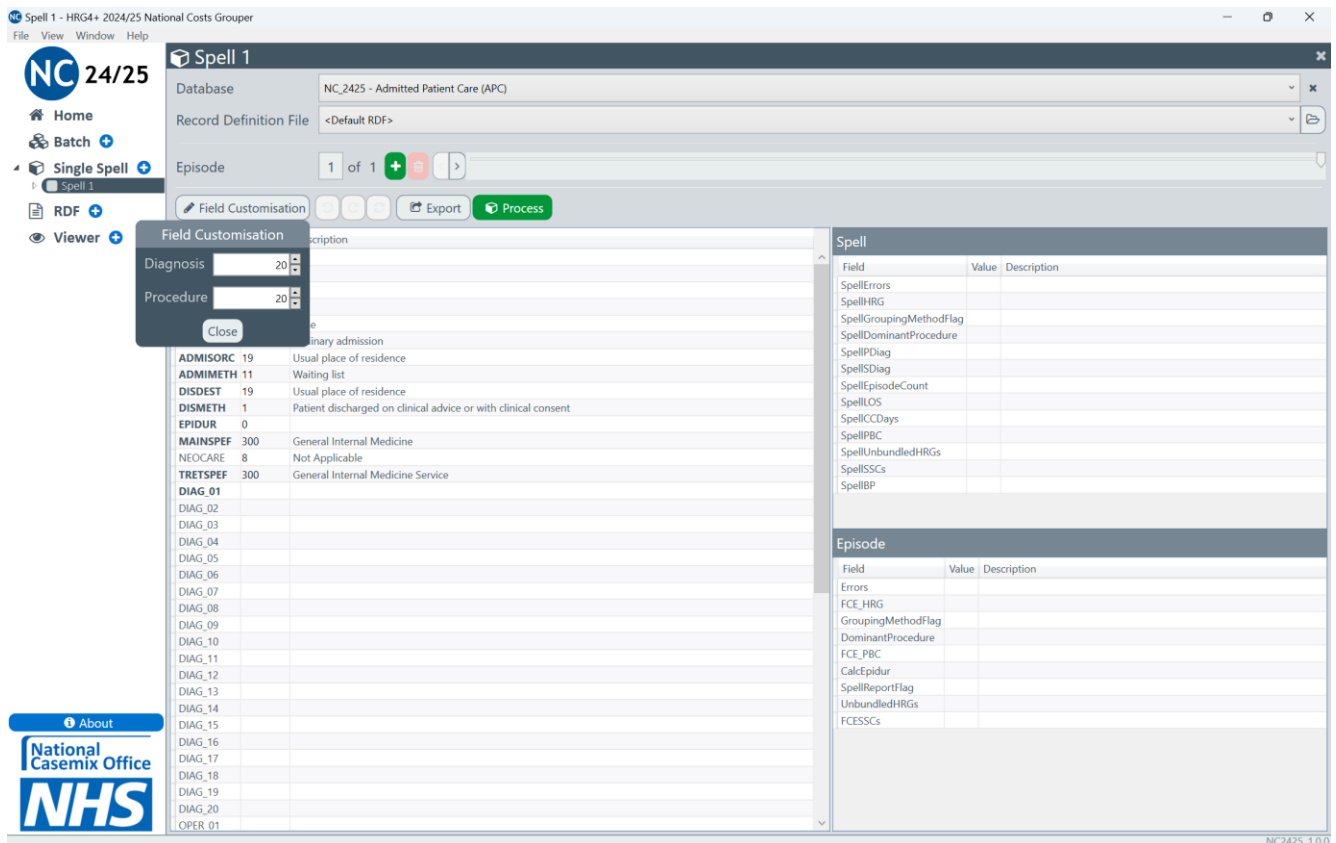 Spell 1 - HRG4+ 2024/25 National Costs Grouper
File View Window Help
NC 24/25
Home
Batch
Single Spell
Spell 1
RDF
Viewer
Spell 1
Database NC_2425 - Admitted Patient Care (APC)
Record Definition File <Default RDF>
Episode 1 of 1
Field Customisation Export Process
Field Customisation
Diagnosis 20
Procedure 20
Close
scription
e
inary admission
ADMISORC 19 Usual place of residence
ADMIMETH 11 Waiting list
DISDEST 19 Usual place of residence
DISMETH 1 Patient discharged on clinical advice or with clinical consent
EPIDUR 0
MAINSPEF 300 General Internal Medicine
NEOCARE 8 Not Applicable
TRETSPEF 300 General Internal Medicine Service
DIAG_01
DIAG_02
DIAG_03
DIAG_04
DIAG_05
DIAG_06
DIAG_07
DIAG_08
DIAG_09
DIAG_10
DIAG_11
DIAG_12
DIAG_13
DIAG_14
DIAG_15
DIAG_16
DIAG_17
DIAG_18
DIAG_19
DIAG_20
OPER_01
Spell
Field Value Description
SpellErrors
SpellHRG
SpellGroupingMethodFlag
SpellDominantProcedure
SpellPDiag
SpellSDiag
SpellEpisodeCount
SpellLOS
SpellCCDays
SpellPBC
SpellUnbundledHRGs
SpellSSCs
SpellBP
Episode
Field Value Description
Errors
FCE_HRG
GroupingMethodFlag
DominantProcedure
FCE_PBC
CalcEpidur
SpellReportFlag
UnbundledHRGs
FCESSCs
About
National
Casemix Office
NHS
NC2425_1.0.0